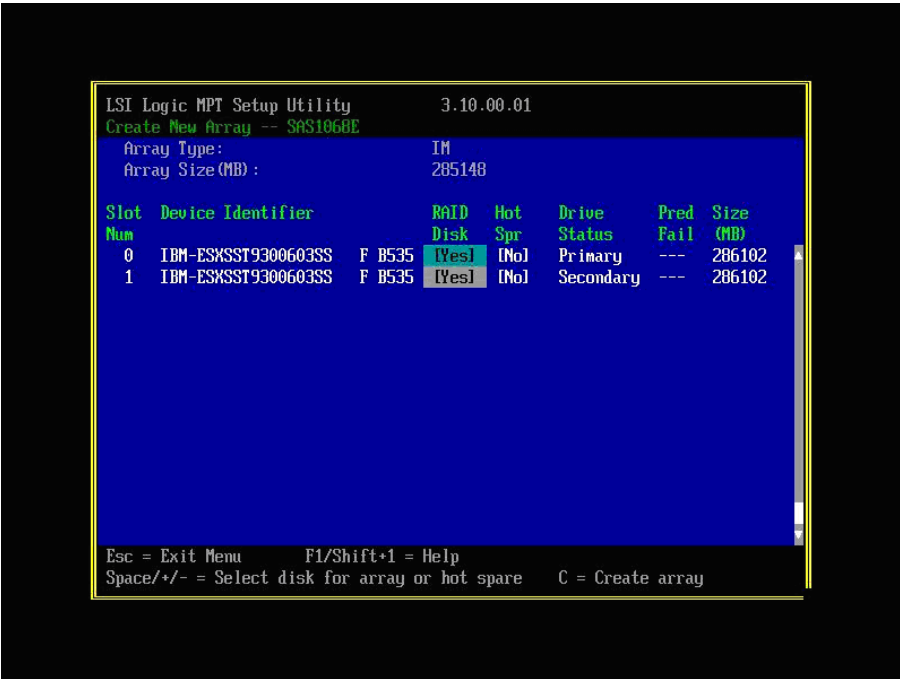 LSI Logic MPT Setup Utility 3.10.00.01
Create New Array -- SAS1068E
Array Type: IM
Array Size(MB): 285148
Slot Device Identifier RAID Hot Drive Pred Size
Num Disk Spr Status Fail (MB)
0 IBM-ESXSST9300603SS F B535 [Yes] [No] Primary --- 286102
1 IBM-ESXSST9300603SS F B535 [Yes] [No] Secondary --- 286102
Esc = Exit Menu F1/Shift+1 = Help
Space/+/- = Select disk for array or hot spare C = Create array